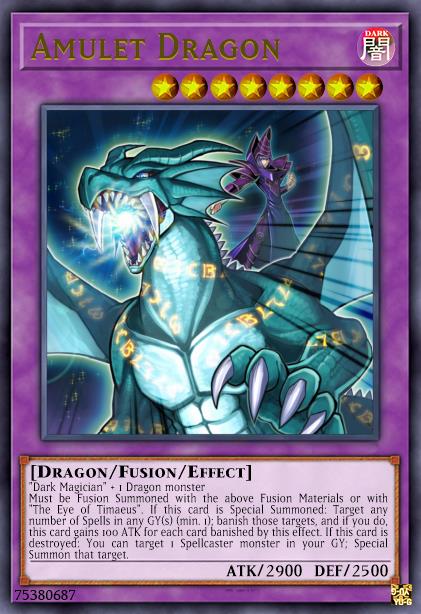 Amulet Dragon
DARK
闇
[Dragon/Fusion/Effect]
"Dark Magician" + 1 Dragon monster
Must be Fusion Summoned with the above Fusion Materials or with
"The Eye of Timaeus". If this card is Special Summoned: Target any
number of Spells in any GY(s) (min. 1); banish those targets, and if you do,
this card gains 100 ATK for each card banished by this effect. If this card is
destroyed: You can target 1 Spellcaster monster in your GY; Special
Summon that target.
ATK/2900 DEF/2500
75380687